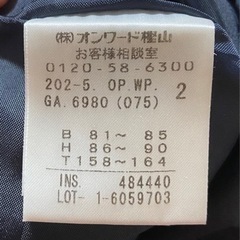 (株)オンワード樫山
お客様相談室
0120-58-6300
202-5. OP.WP. 2
GA.6980 (075)
B 81~ 85
H 86~ 90
T 158~164
INS. 484440
LOT- 1-6059703